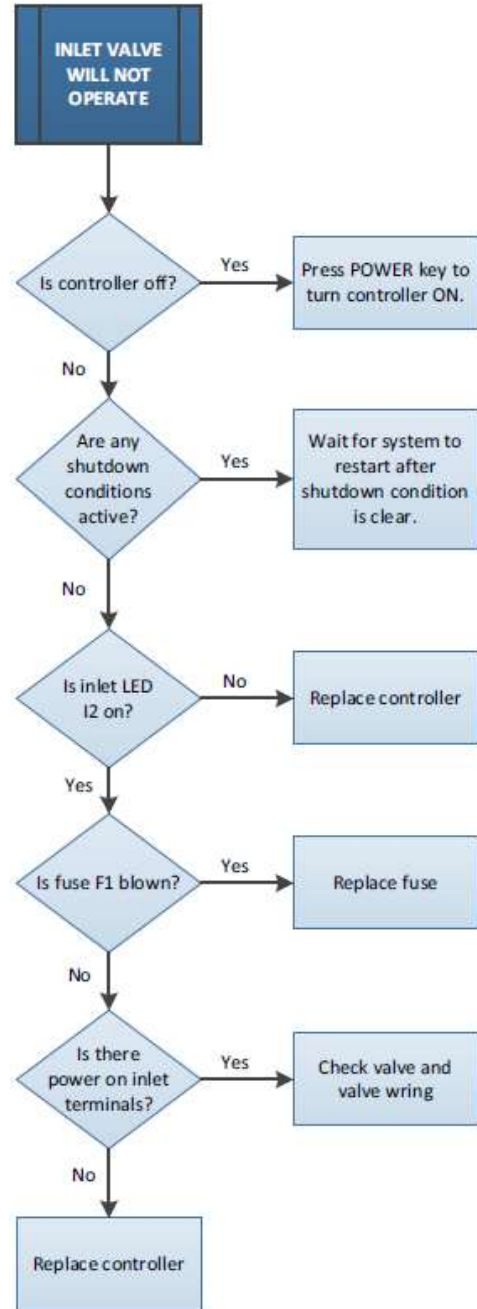 INLET VALVE
WILL NOT
OPERATE
Is controller off?
Yes
Press POWER key to
turn controller ON.
No
Are any
shutdown
conditions
active?
Yes
Wait for system to
restart after
shutdown condition
is clear.
No
Is inlet LED
I2 on?
No
Replace controller
Yes
Is fuse F1 blown?
Yes
Replace fuse
No
Is there
power on inlet
terminals?
Yes
Check valve and
valve wring
No
Replace controller